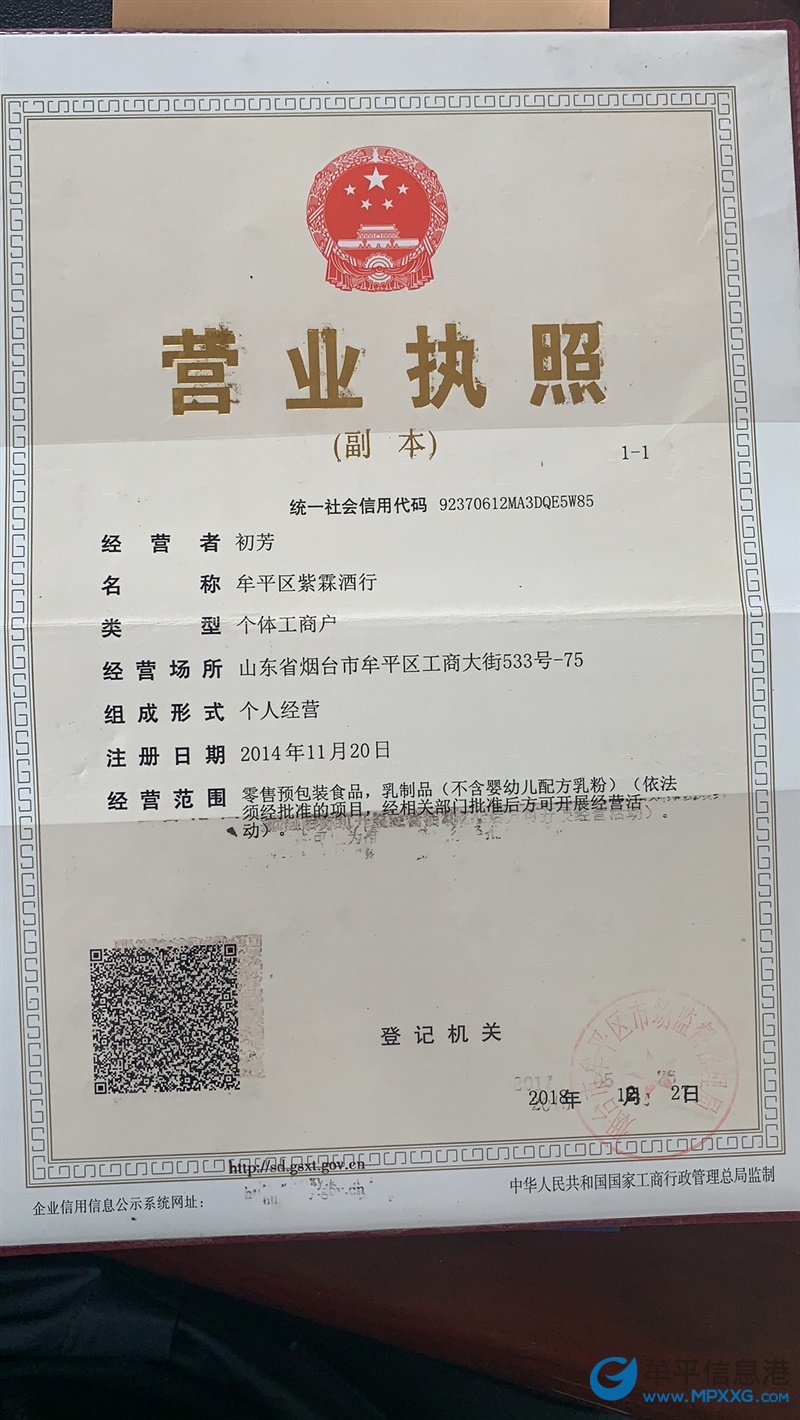 营业执照
(副 本)
1-1
统一社会信用代码 92370612MA3DQE5W85
经营者 初芳
名称 牟平区紫霖酒行
类型 个体工商户
经营场所 山东省烟台市牟平区工商大街533号-75
组成形式 个人经营
注册日期 2014年11月20日
经营范围 零售预包装食品，乳制品（不含婴幼儿配方乳粉）（依法
须经批准的项目，经相关部门批准后方可开展经营活
动）。
登记机关
2018年 月 27日
http://sd.gsxt.gov.cn
企业信用信息公示系统网址：
中华人民共和国国家工商行政管理总局监制
牟平信息港
www.MPXXG.COM